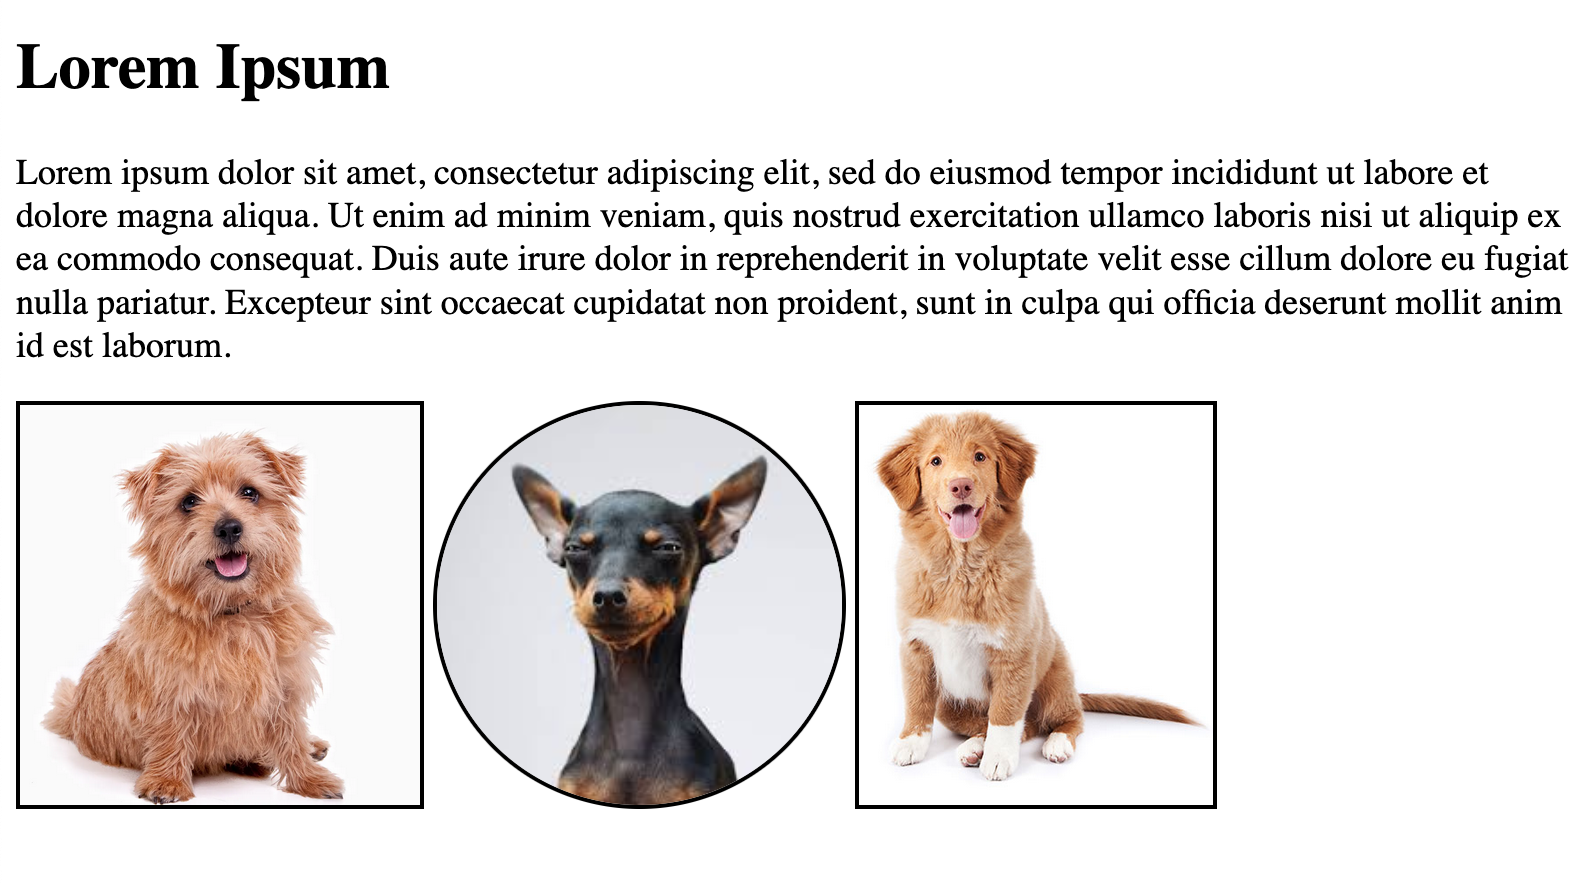 Lorem Ipsum
Lorem ipsum dolor sit amet, consectetur adipiscing elit, sed do eiusmod tempor incididunt ut labore et
dolore magna aliqua. Ut enim ad minim veniam, quis nostrud exercitation ullamco laboris nisi ut aliquip ex
ea commodo consequat. Duis aute irure dolor in reprehenderit in voluptate velit esse cillum dolore eu fugiat
nulla pariatur. Excepteur sint occaecat cupidatat non proident, sunt in culpa qui officia deserunt mollit anim
id est laborum.